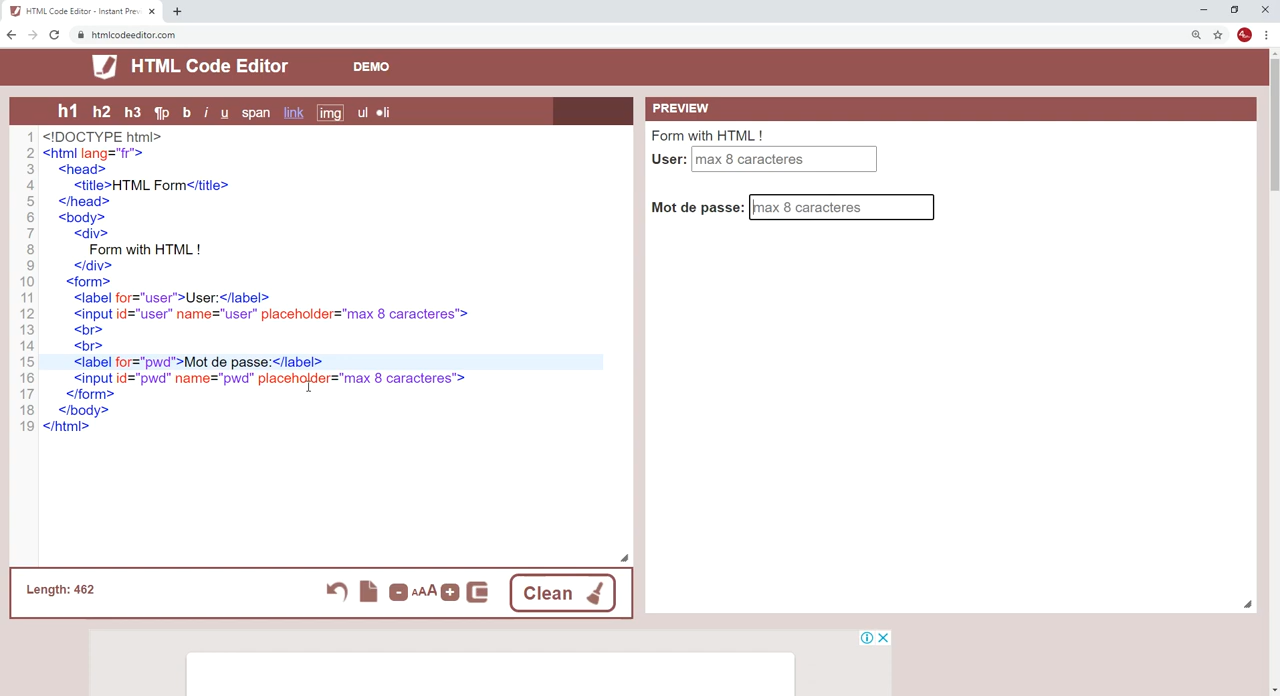 HTML Code Editor - Instant Prev
htmlcodeeditor.com
HTML Code Editor DEMO
h1 h2 h3 ¶p b i u span link img ul ●li
1 <!DOCTYPE html>
2 <html lang="fr">
3 <head>
4 <title>HTML Form</title>
5 </head>
6 <body>
7 <div>
8 Form with HTML !
9 </div>
10 <form>
11 <label for="user">User:</label>
12 <input id="user" name="user" placeholder="max 8 caracteres">
13 <br>
14 <br>
15 <label for="pwd">Mot de passe:</label>
16 <input id="pwd" name="pwd" placeholder="max 8 caracteres">
17 </form>
18 </body>
19 </html>
Length: 462
- AAA +
Clean
PREVIEW
Form with HTML !
User: max 8 caracteres
Mot de passe: max 8 caracteres